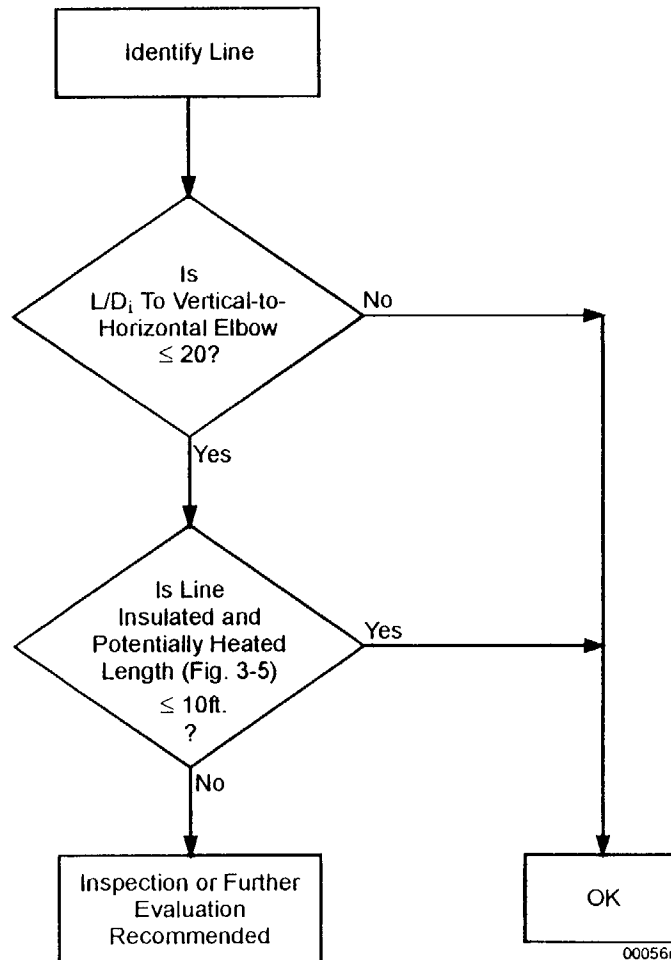 Identify Line
Is
L/Di To Vertical-to-
Horizontal Elbow
≤ 20?
No
Yes
Is Line
Insulated and
Potentially Heated
Length (Fig. 3-5)
≤ 10ft.
?
Yes
No
Inspection or Further
Evaluation
Recommended
OK